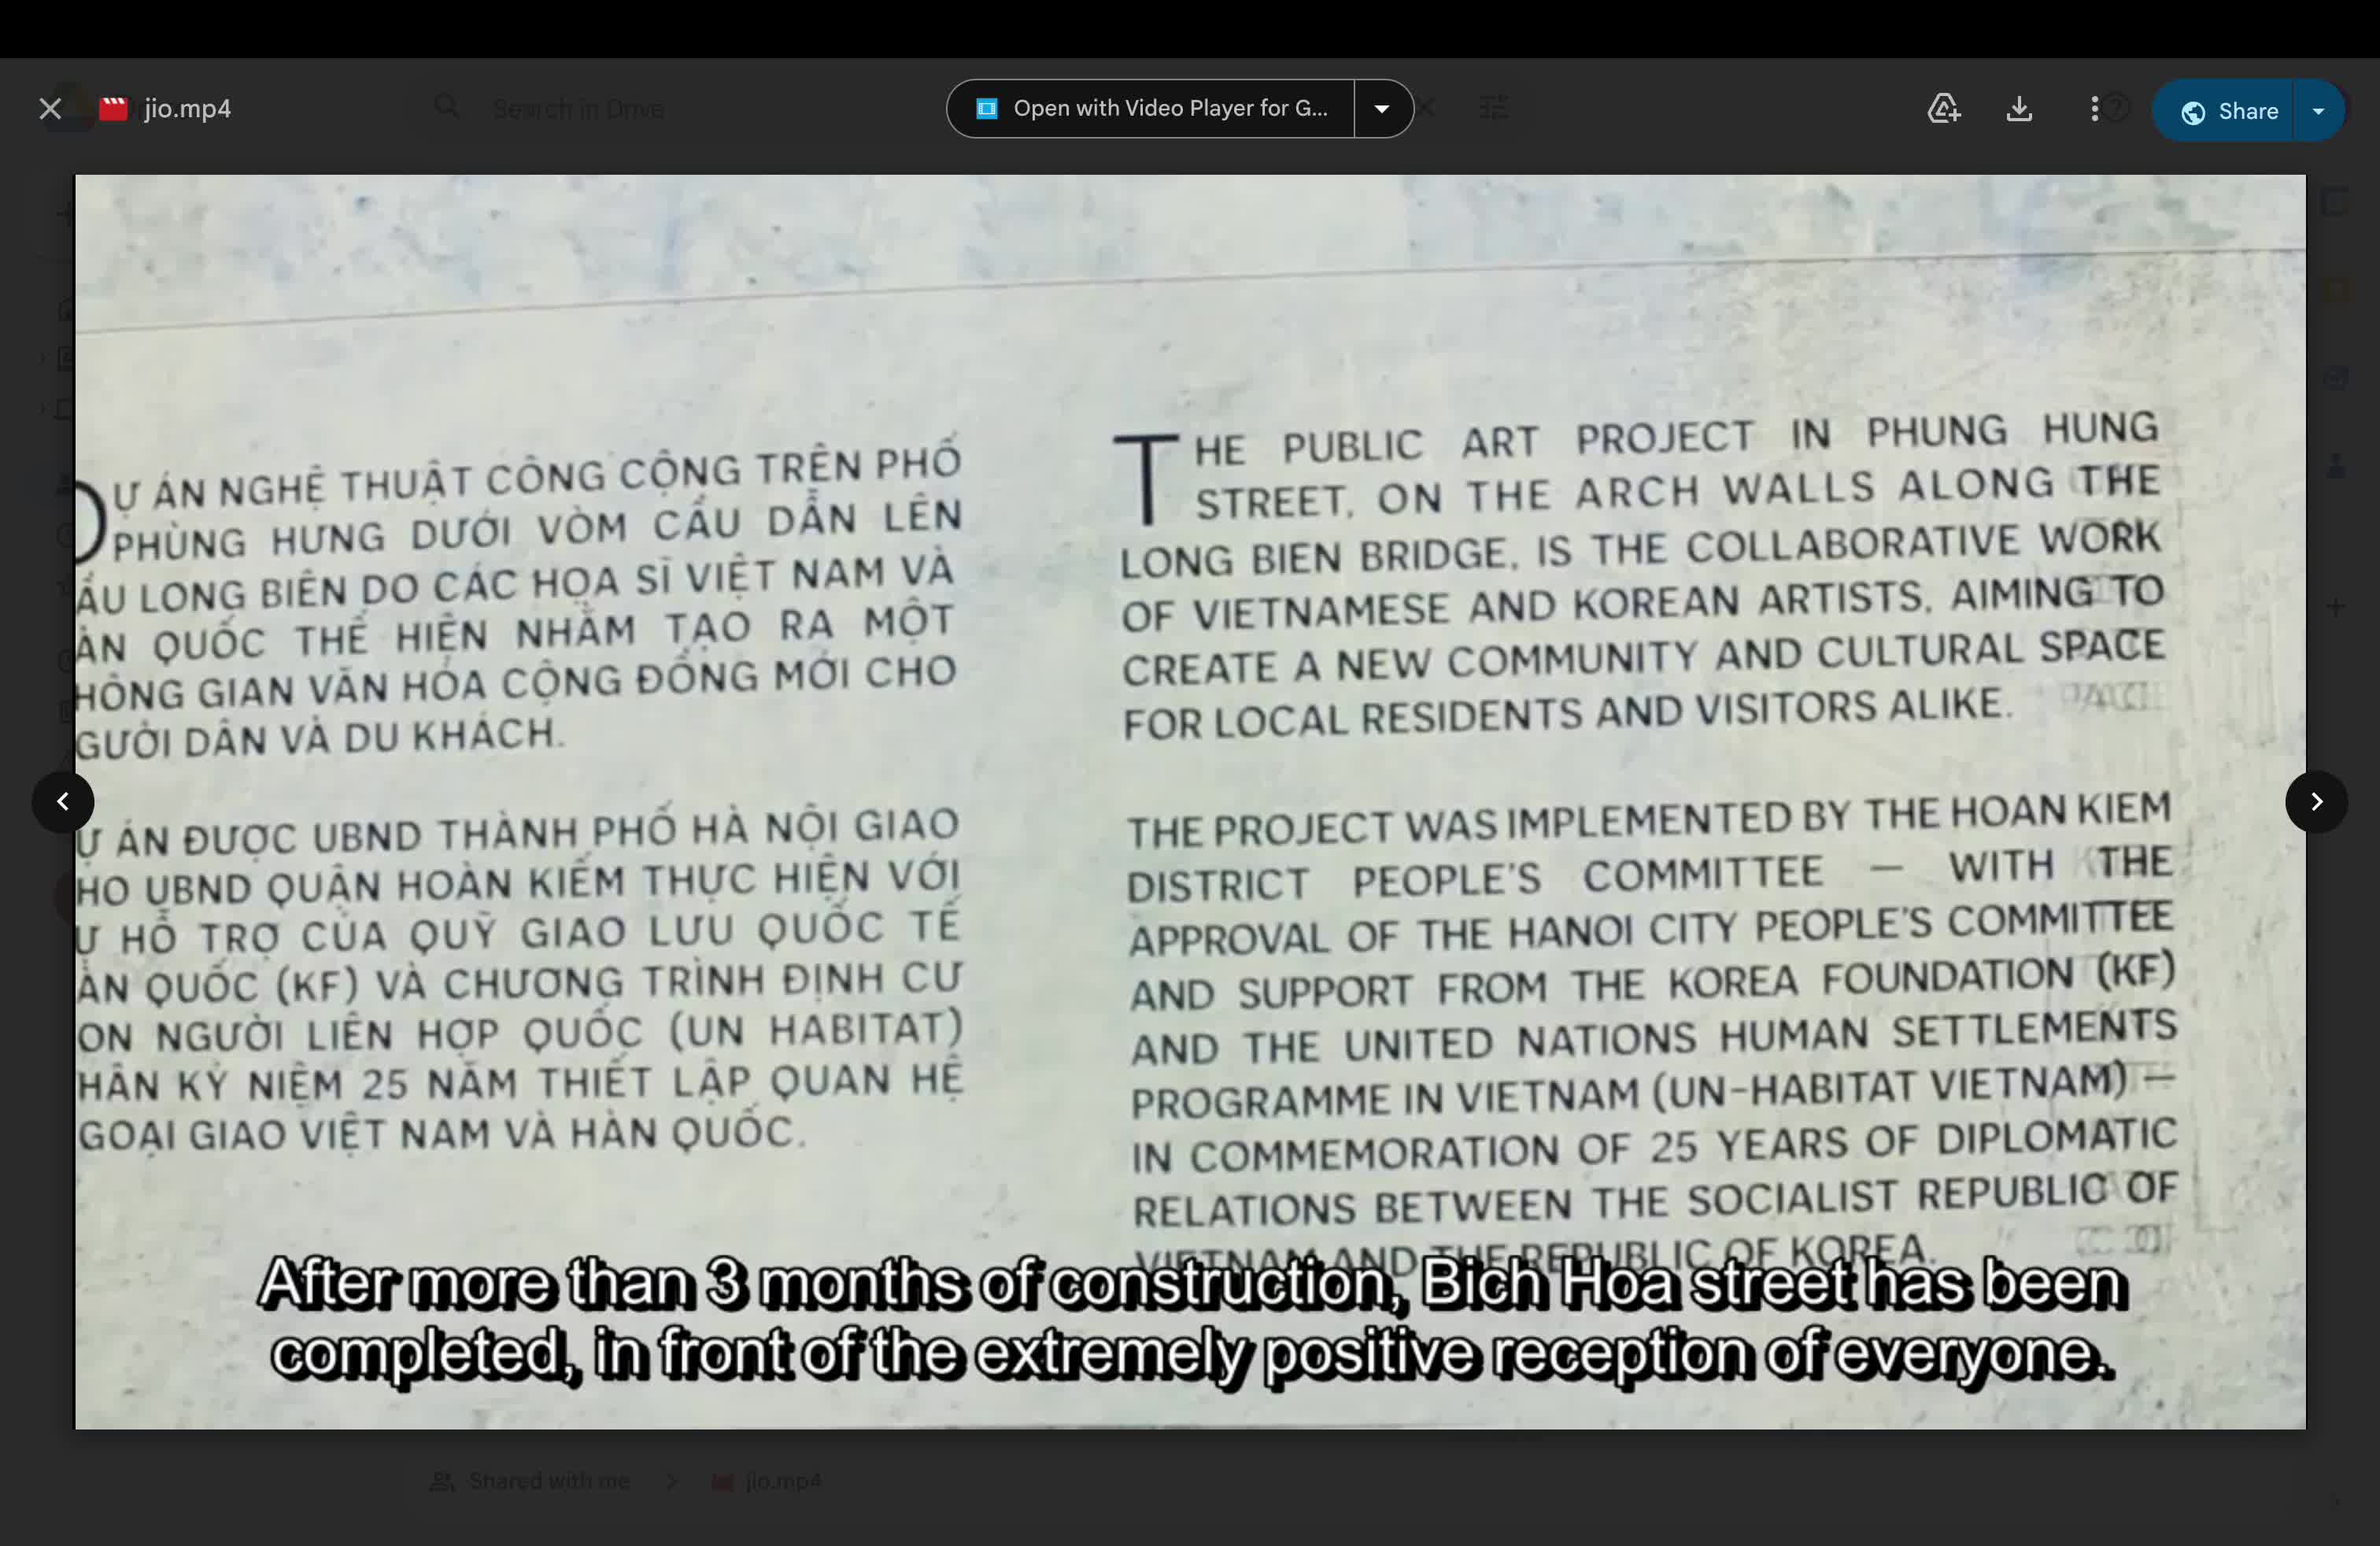 jio.mp4
Search in Drive
Open with Video Player for G...
Share
Ự ÁN NGHỆ THUẬT CÔNG CỘNG TRÊN PHỐ
PHÙNG HƯNG DƯỚI VÒM CẦU DẪN LÊN
ẦU LONG BIÊN DO CÁC HỌA SĨ VIỆT NAM VÀ
ÀN QUỐC THỂ HIỆN NHẰM TẠO RA MỘT
HÔNG GIAN VĂN HÓA CỘNG ĐỒNG MỚI CHO
GƯỜI DÂN VÀ DU KHÁCH.
Ự ÁN ĐƯỢC UBND THÀNH PHỐ HÀ NỘI GIAO
HO UBND QUẬN HOÀN KIẾM THỰC HIỆN VỚI
Ự HỖ TRỢ CỦA QUỸ GIAO LƯU QUỐC TẾ
ÀN QUỐC (KF) VÀ CHƯƠNG TRÌNH ĐỊNH CƯ
ON NGƯỜI LIÊN HỢP QUỐC (UN HABITAT)
HÂN KỶ NIỆM 25 NĂM THIẾT LẬP QUAN HỆ
GOẠI GIAO VIỆT NAM VÀ HÀN QUỐC.
THE PUBLIC ART PROJECT IN PHUNG HUNG
STREET, ON THE ARCH WALLS ALONG THE
LONG BIEN BRIDGE, IS THE COLLABORATIVE WORK
OF VIETNAMESE AND KOREAN ARTISTS, AIMING TO
CREATE A NEW COMMUNITY AND CULTURAL SPACE
FOR LOCAL RESIDENTS AND VISITORS ALIKE.
THE PROJECT WAS IMPLEMENTED BY THE HOAN KIEM
DISTRICT PEOPLE'S COMMITTEE — WITH THE
APPROVAL OF THE HANOI CITY PEOPLE'S COMMITTEE
AND SUPPORT FROM THE KOREA FOUNDATION (KF)
AND THE UNITED NATIONS HUMAN SETTLEMENTS
PROGRAMME IN VIETNAM (UN-HABITAT VIETNAM) —
IN COMMEMORATION OF 25 YEARS OF DIPLOMATIC
RELATIONS BETWEEN THE SOCIALIST REPUBLIC OF
VIETNAM AND THE REPUBLIC OF KOREA.
After more than 3 months of construction, Bich Hoa street has been
completed, in front of the extremely positive reception of everyone.
Shared with me
jio.mp4